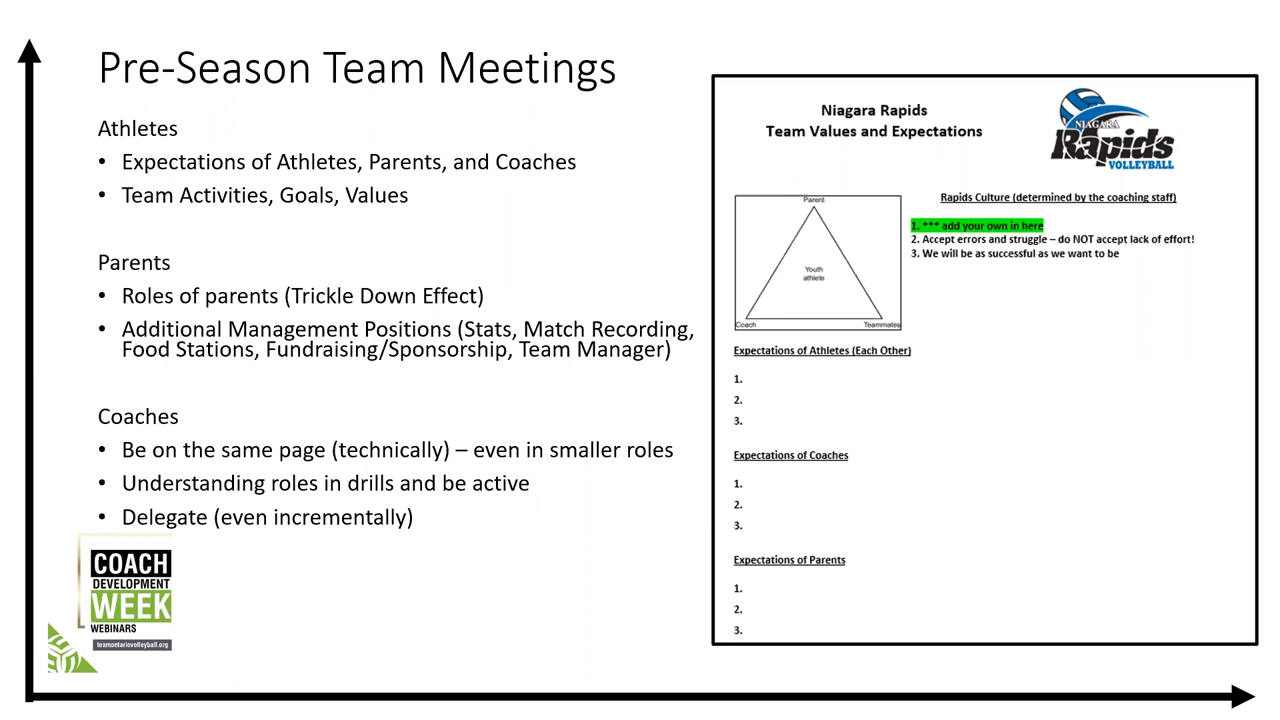 Pre-Season Team Meetings
Athletes
• Expectations of Athletes, Parents, and Coaches
• Team Activities, Goals, Values
Parents
• Roles of parents (Trickle Down Effect)
• Additional Management Positions (Stats, Match Recording,
Food Stations, Fundraising/Sponsorship, Team Manager)
Coaches
• Be on the same page (technically) – even in smaller roles
• Understanding roles in drills and be active
• Delegate (even incrementally)
COACH
DEVELOPMENT
WEEK
WEBINARS
teamontariovolleyball.org
Niagara Rapids
Team Values and Expectations
NIAGARA
Rapids
VOLLEYBALL
Parent
Youth
athlete
Coach
Teammates
Rapids Culture (determined by the coaching staff)
1. *** add your own in here
2. Accept errors and struggle – do NOT accept lack of effort!
3. We will be as successful as we want to be
Expectations of Athletes (Each Other)
1.
2.
3.
Expectations of Coaches
1.
2.
3.
Expectations of Parents
1.
2.
3.